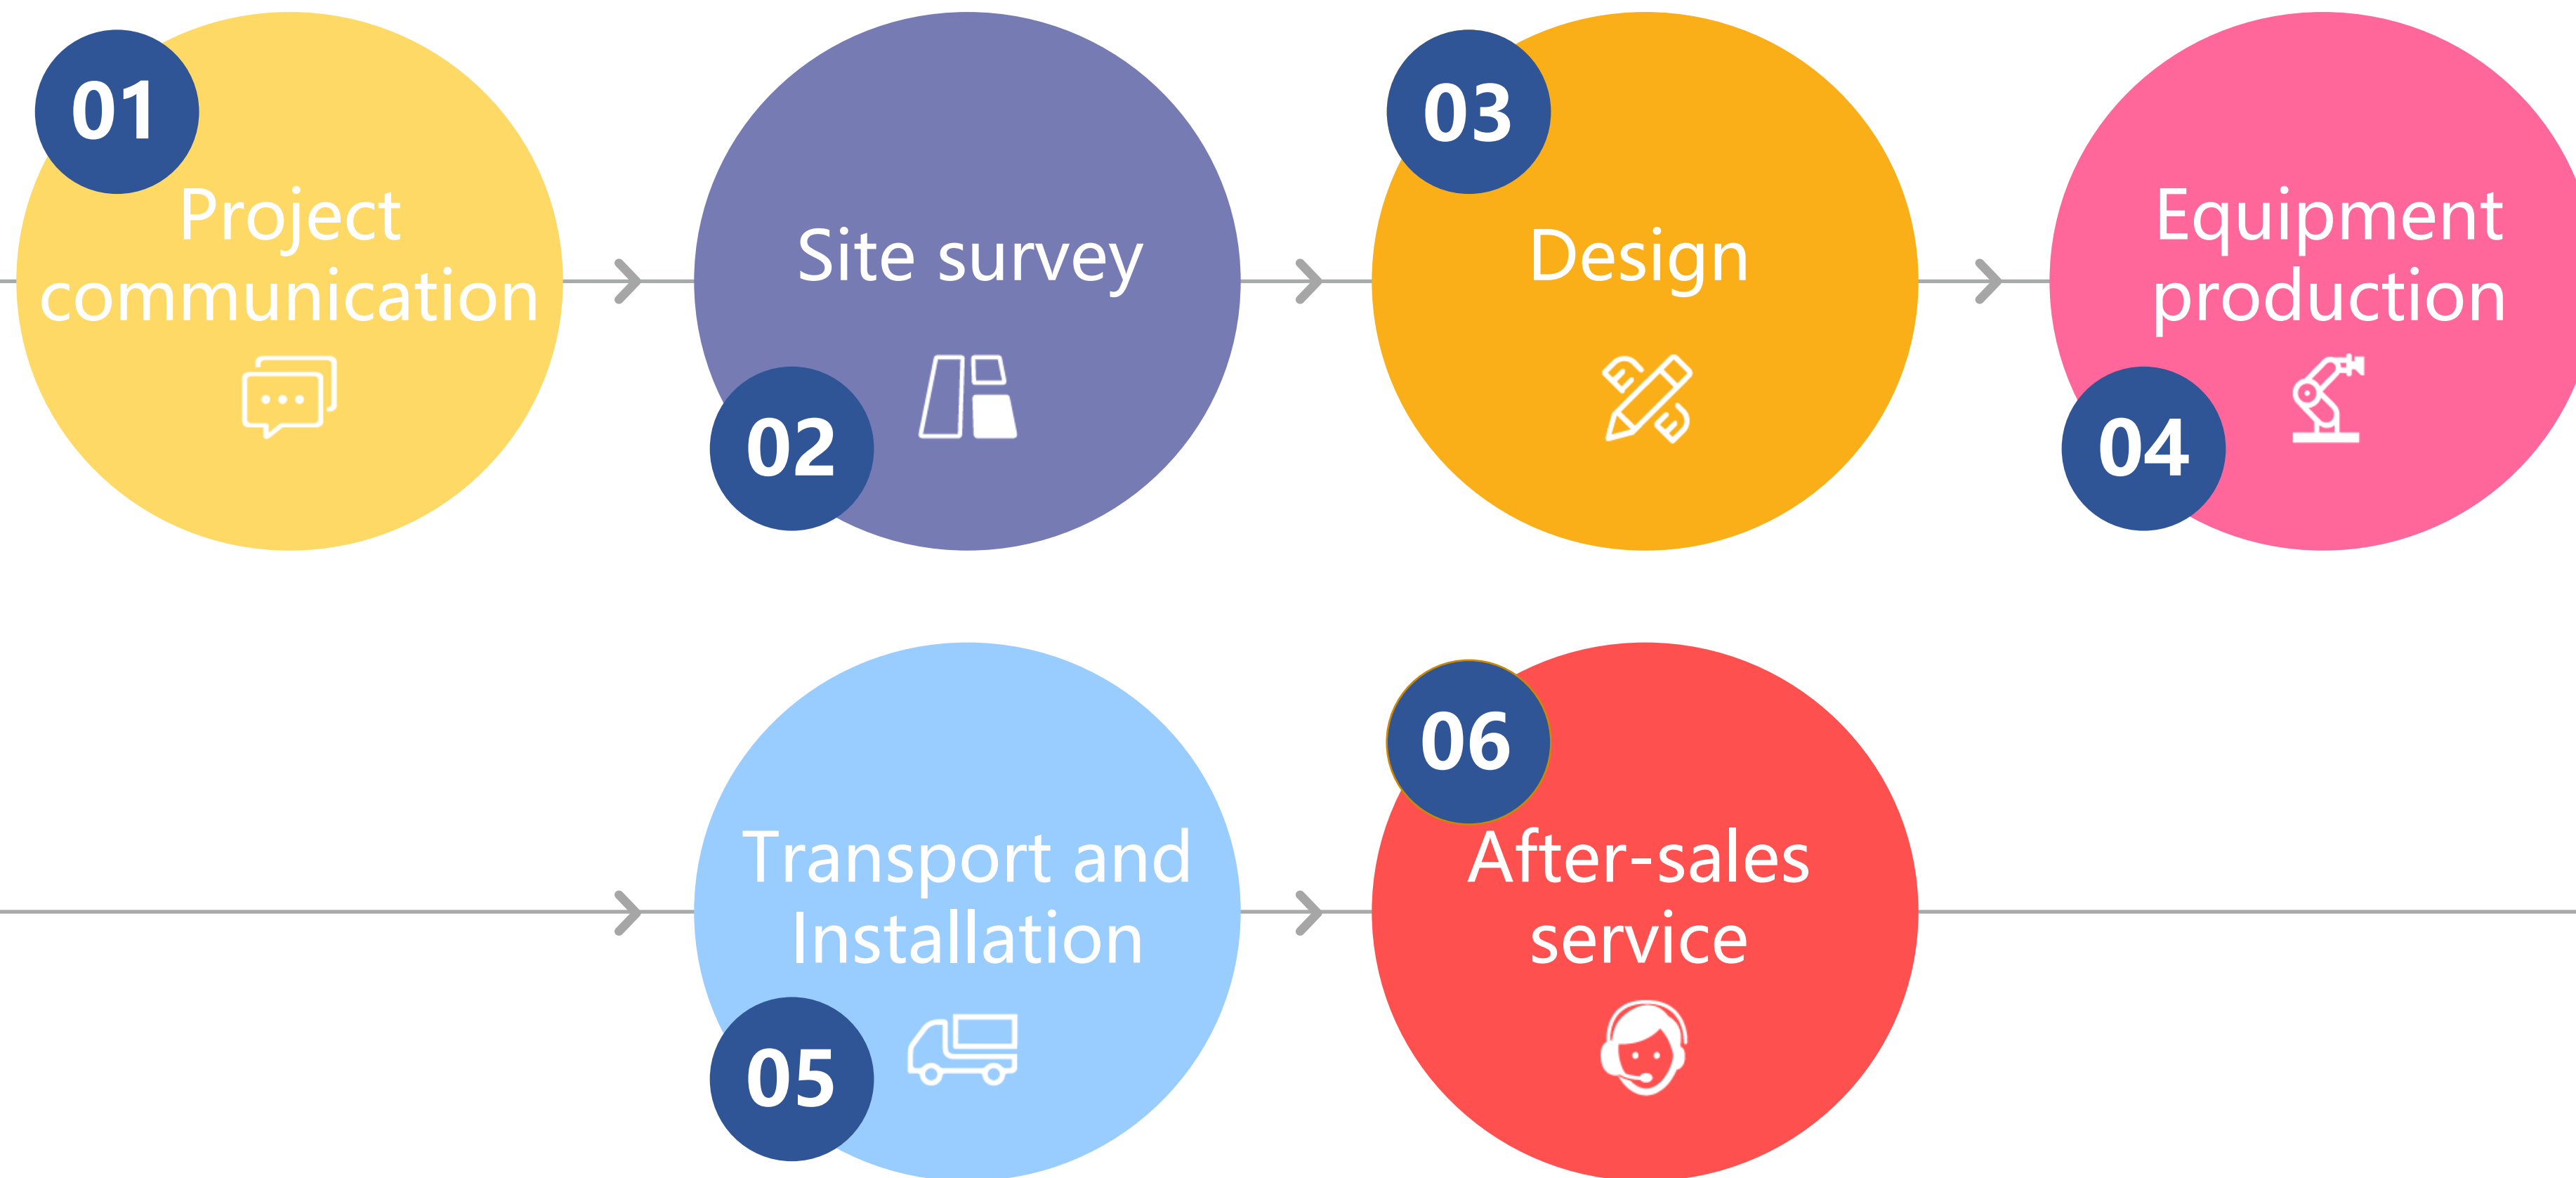 01
Project
communication
Site survey
02
03
Design
Equipment
production
04
Transport and
Installation
05
06
After-sales
service